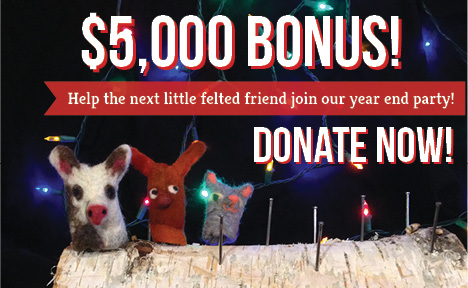 $5,000 BONUS!
Help the next little felted friend join our year end party!
DONATE NOW!